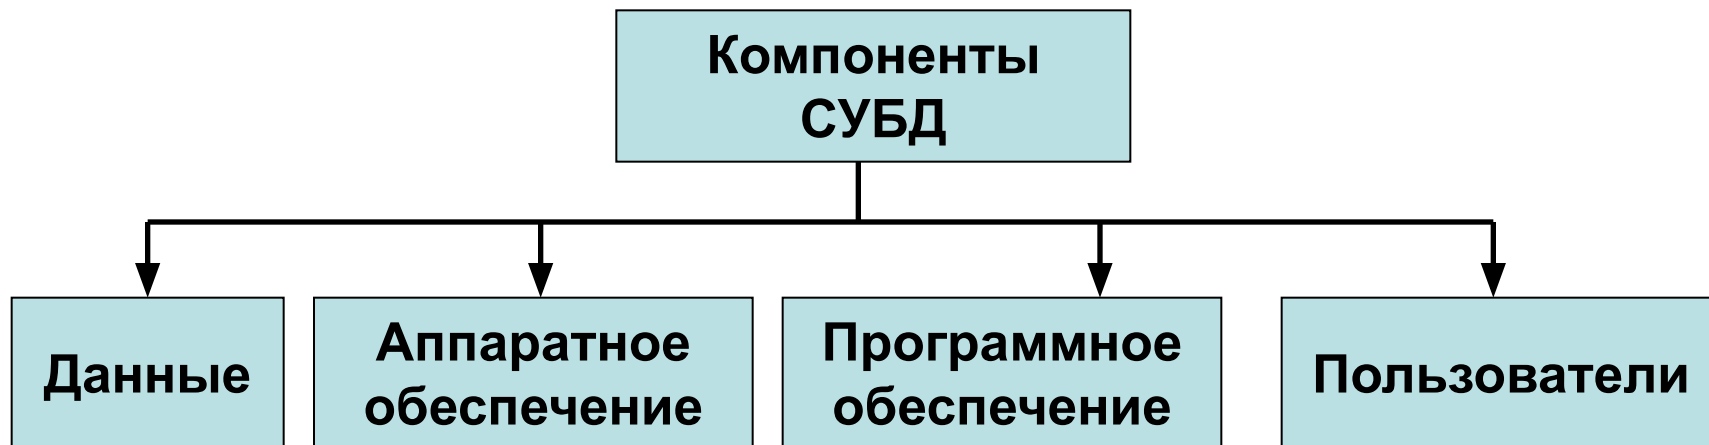 Компоненты
СУБД
Данные
Аппаратное
обеспечение
Программное
обеспечение
Пользователи